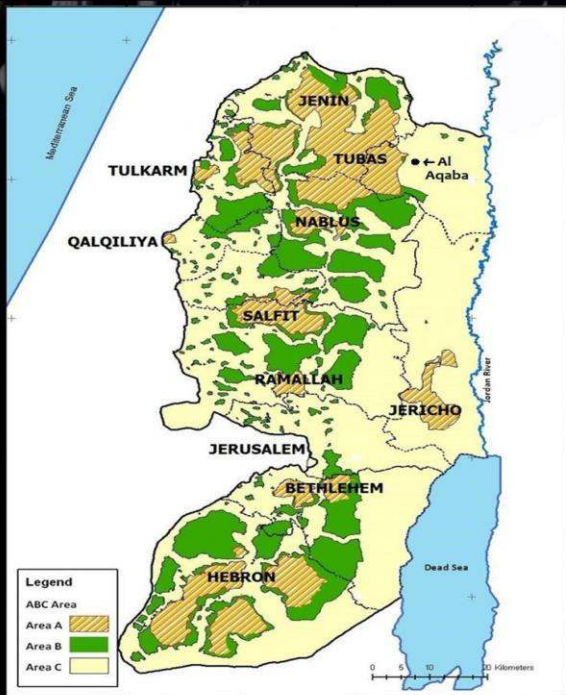 Mediterranean Sea
JENIN
TULKARM
TUBAS
Al
Aqaba
QALQILIYA
NABLUS
SALFIT
RAMALLAH
JERICHO
Jordan River
JERUSALEM
BETHLEHEM
HEBRON
Dead Sea
Legend
ABC Area
Area A
Area B
Area C
0 5 10 20 Kilometers